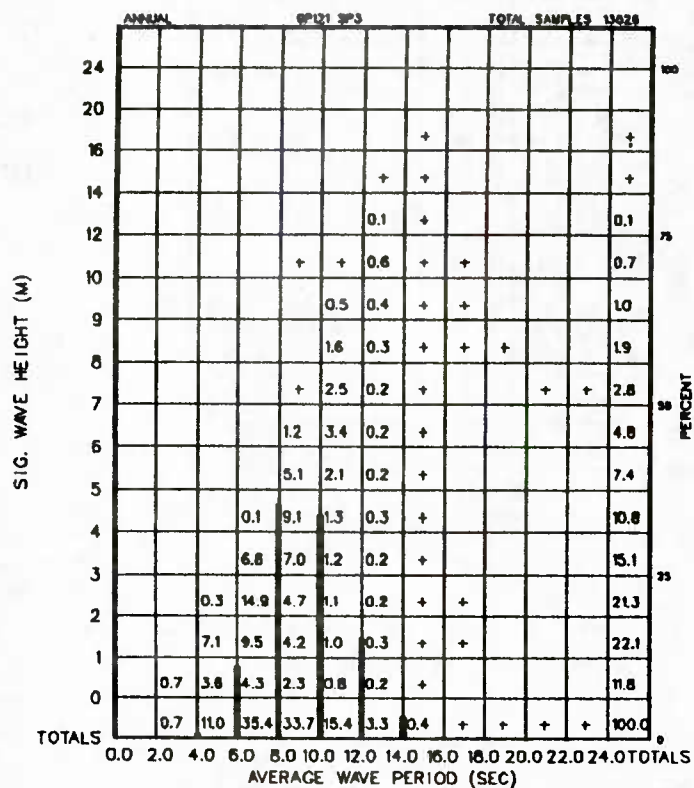 ANNUAL SP3 TOTAL SAMPLES
24 100
20
+ +
16
+ + +
14
0.1 + 0.1
12 75
+ + 0.6 + + 0.7
10
0.5 0.4 + + 1.0
9
1.6 0.3 + + + 1.9
8
+ 2.5 0.2 + + + 2.8
7 50
1.2 3.4 0.2 + 4.8
6
5.1 2.1 0.2 + 7.4
5
0.1 9.1 1.3 0.3 + 10.8
4
6.8 7.0 1.2 0.2 + 15.1
3 25
0.3 14.9 4.7 1.1 0.2 + + 21.3
2
7.1 9.5 4.2 1.0 0.3 + + 22.1
1
0.7 3.6 4.3 2.3 0.8 0.2 + 11.8
0
0.7 11.0 35.4 33.7 15.4 3.3 0.4 + + + + 100.0
TOTALS 0
0.0 2.0 4.0 6.0 8.0 10.0 12.0 14.0 16.0 18.0 20.0 22.0 24.0 TOTALS
AVERAGE WAVE PERIOD (SEC)
SIG. WAVE HEIGHT (M)
PERCENT